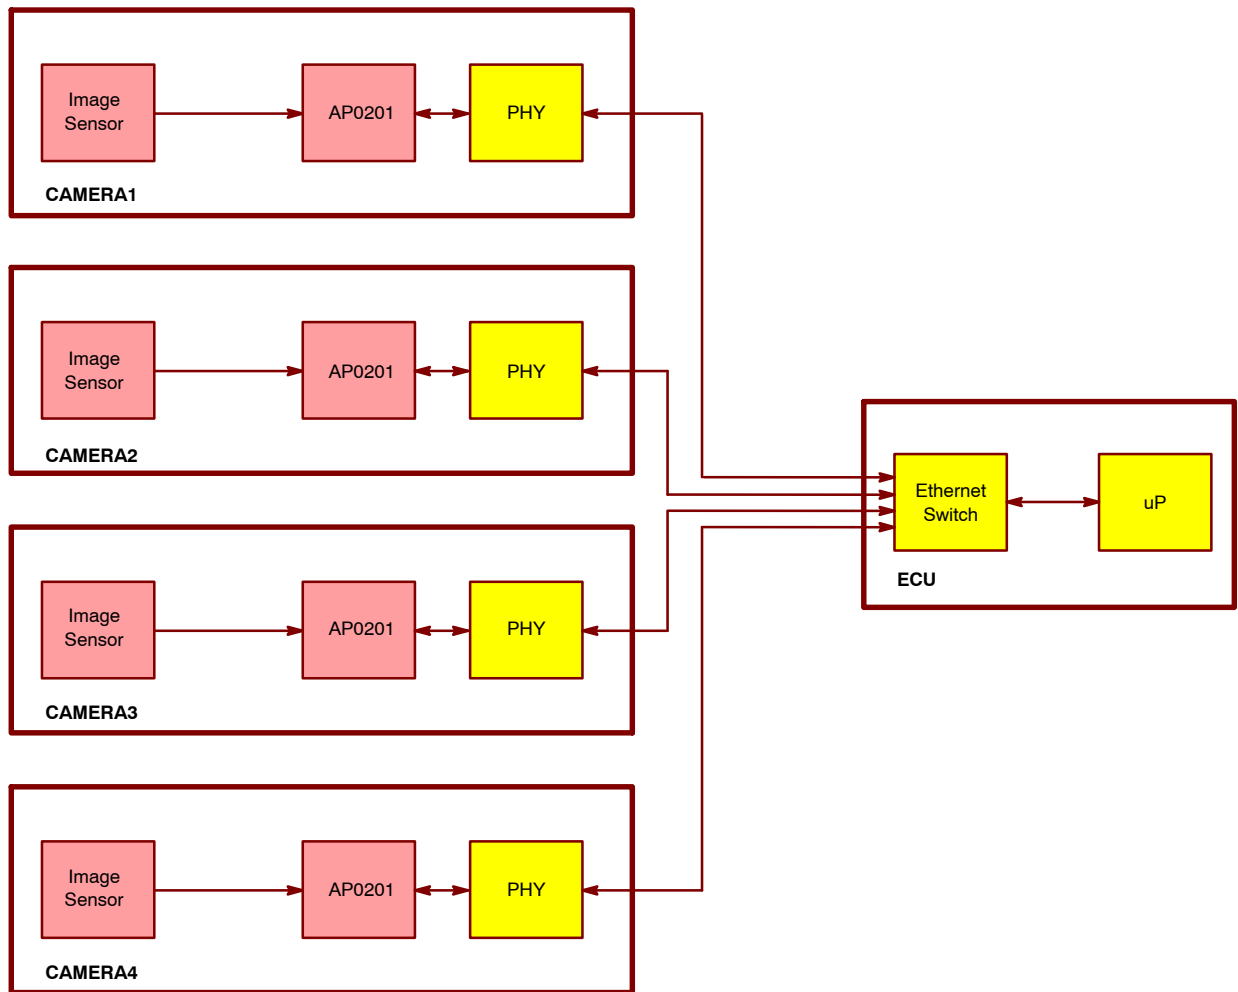 Image
Sensor
AP0201
PHY
CAMERA1
Image
Sensor
AP0201
PHY
CAMERA2
Ethernet
Switch
uP
ECU
Image
Sensor
AP0201
PHY
CAMERA3
Image
Sensor
AP0201
PHY
CAMERA4